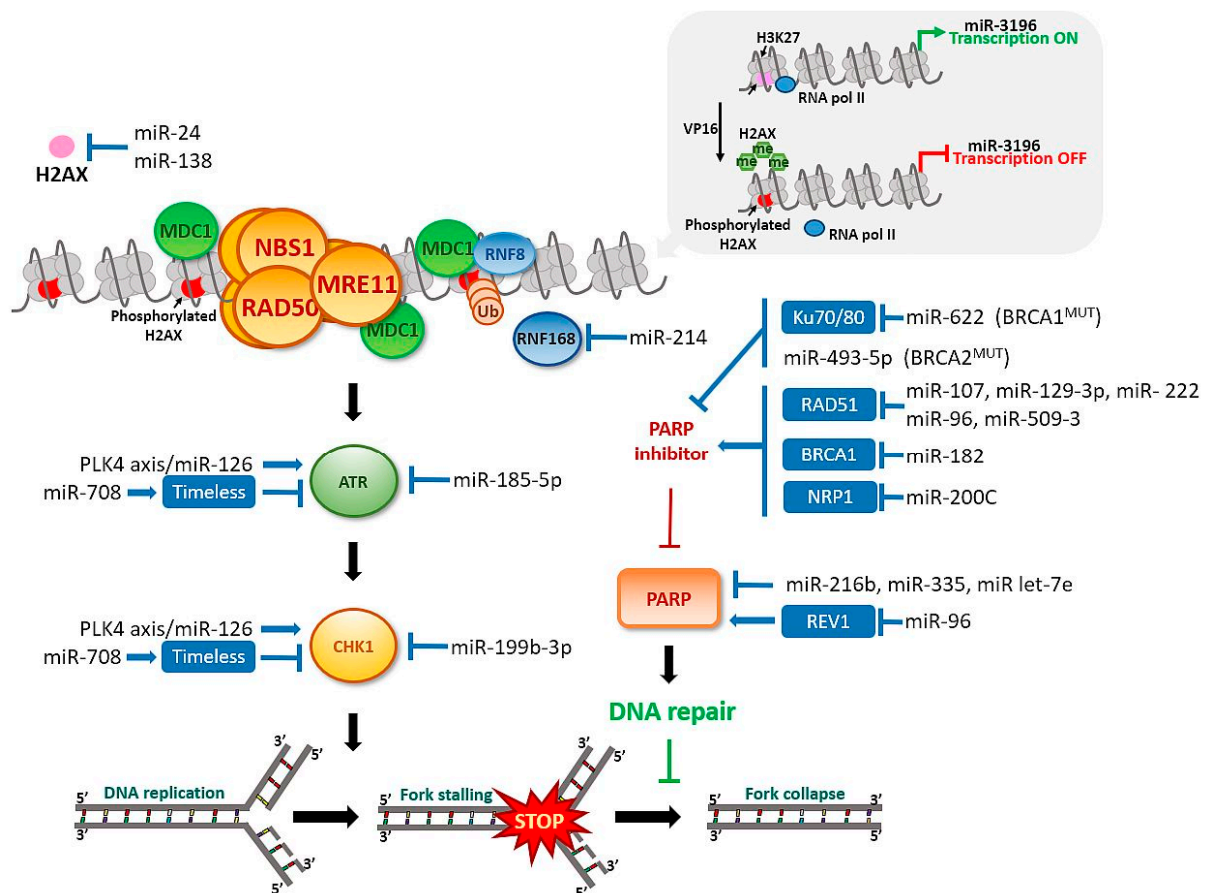 miR-3196
Transcription ON
H3K27
RNA pol II
VP16
H2AX
me
me me
miR-3196
Transcription OFF
Phosphorylated
H2AX
RNA pol II
miR-24
miR-138
H2AX
MDC1
NBS1
RAD50
MRE11
MDC1
MDC1
RNF8
Ub
Phosphorylated
H2AX
RNF168
miR-214
Ku70/80
miR-622 (BRCA1MUT)
miR-493-5p (BRCA2MUT)
RAD51
miR-107, miR-129-3p, miR- 222
miR-96, miR-509-3
BRCA1
miR-182
NRP1
miR-200C
PARP
inhibitor
PLK4 axis/miR-126
miR-708
Timeless
ATR
miR-185-5p
PARP
miR-216b, miR-335, miR let-7e
REV1
miR-96
PLK4 axis/miR-126
miR-708
Timeless
CHK1
miR-199b-3p
DNA repair
5’
3’
DNA replication
3’
5’
3’
5’
5’
3’
Fork stalling
STOP
3’
5’
3’
5’
5’
3’
Fork collapse
3’
5’